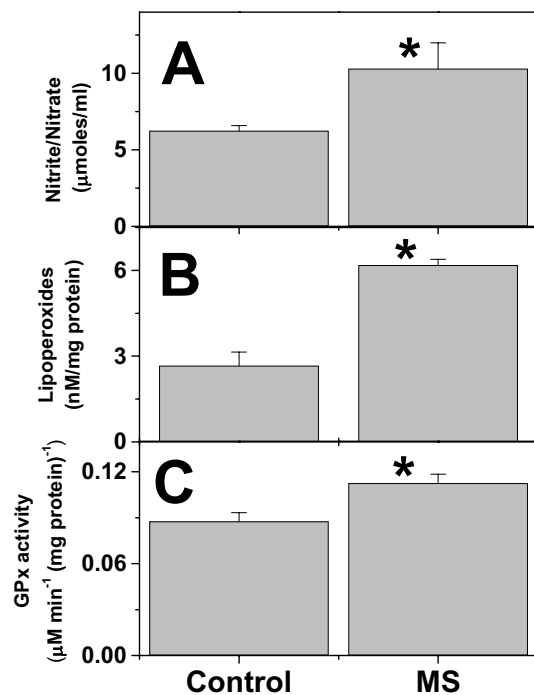 A
*
Nitrite/Nitrate
(μmoles/ml)
10
5
0
B
*
Lipoperoxides
(nM/mg protein)
6
3
0
C
*
GPx activity
(μM min⁻¹ (mg protein)⁻¹)
0.12
0.06
0.00
Control MS